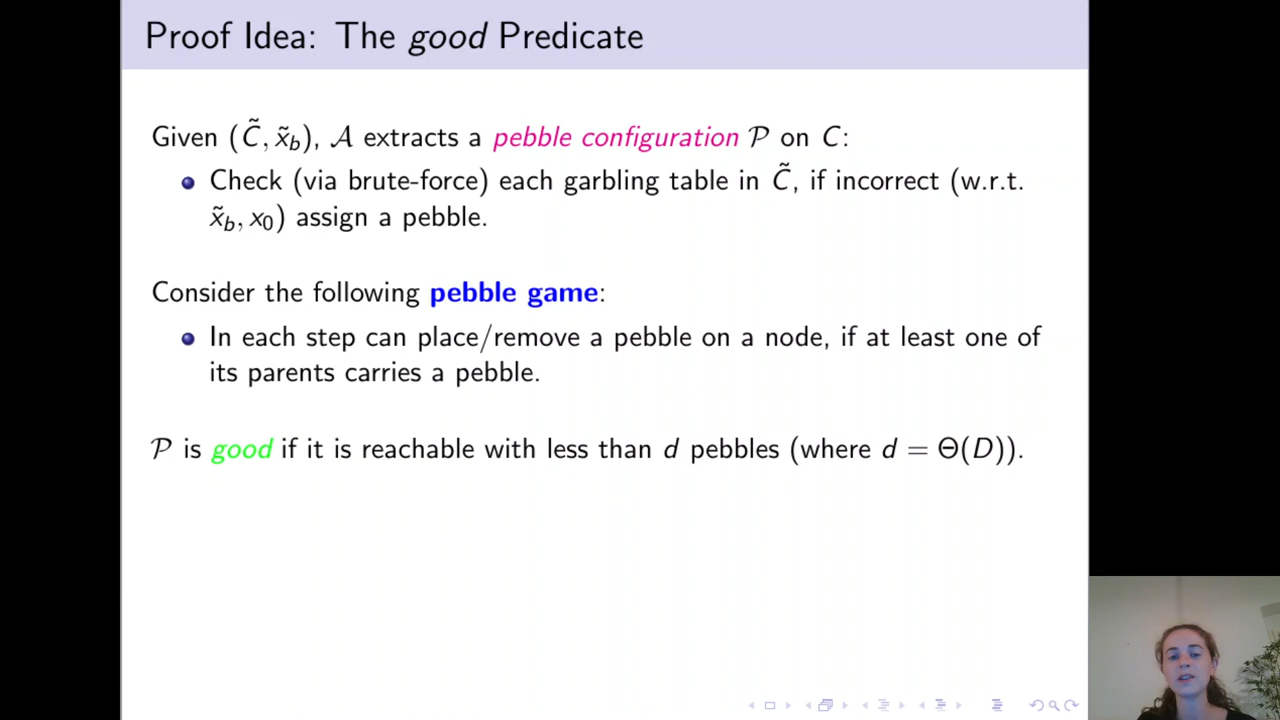 Proof Idea: The good Predicate
Given (C̃, x̃_b), 𝒜 extracts a pebble configuration 𝒫 on C:
Check (via brute-force) each garbling table in C̃, if incorrect (w.r.t.
x̃_b, x_0) assign a pebble.
Consider the following pebble game:
In each step can place/remove a pebble on a node, if at least one of
its parents carries a pebble.
𝒫 is good if it is reachable with less than d pebbles (where d = Θ(D)).